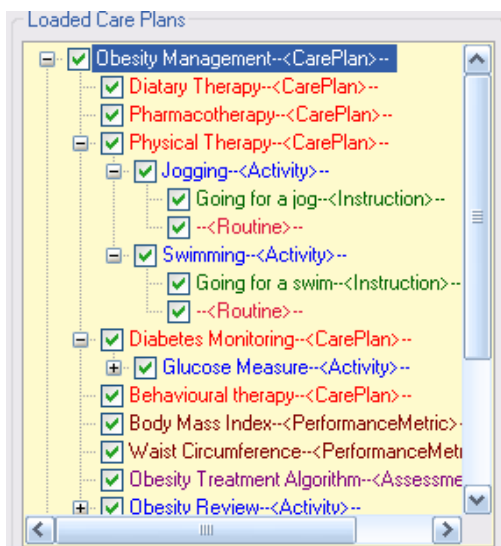 Loaded Care Plans
Obesity Management--<CarePlan>--
Diatary Therapy--<CarePlan>--
Pharmacotherapy--<CarePlan>--
Physical Therapy--<CarePlan>--
Jogging--<Activity>--
Going for a jog--<Instruction>--
--<Routine>--
Swimming--<Activity>--
Going for a swim--<Instruction>--
--<Routine>--
Diabetes Monitoring--<CarePlan>--
Glucose Measure--<Activity>--
Behavioural therapy--<CarePlan>--
Body Mass Index--<PerformanceMetric>-
Waist Circumference--<PerformanceMetr
Obesity Treatment Algorithm--<Assessme
Obesity Review--<Activity>--